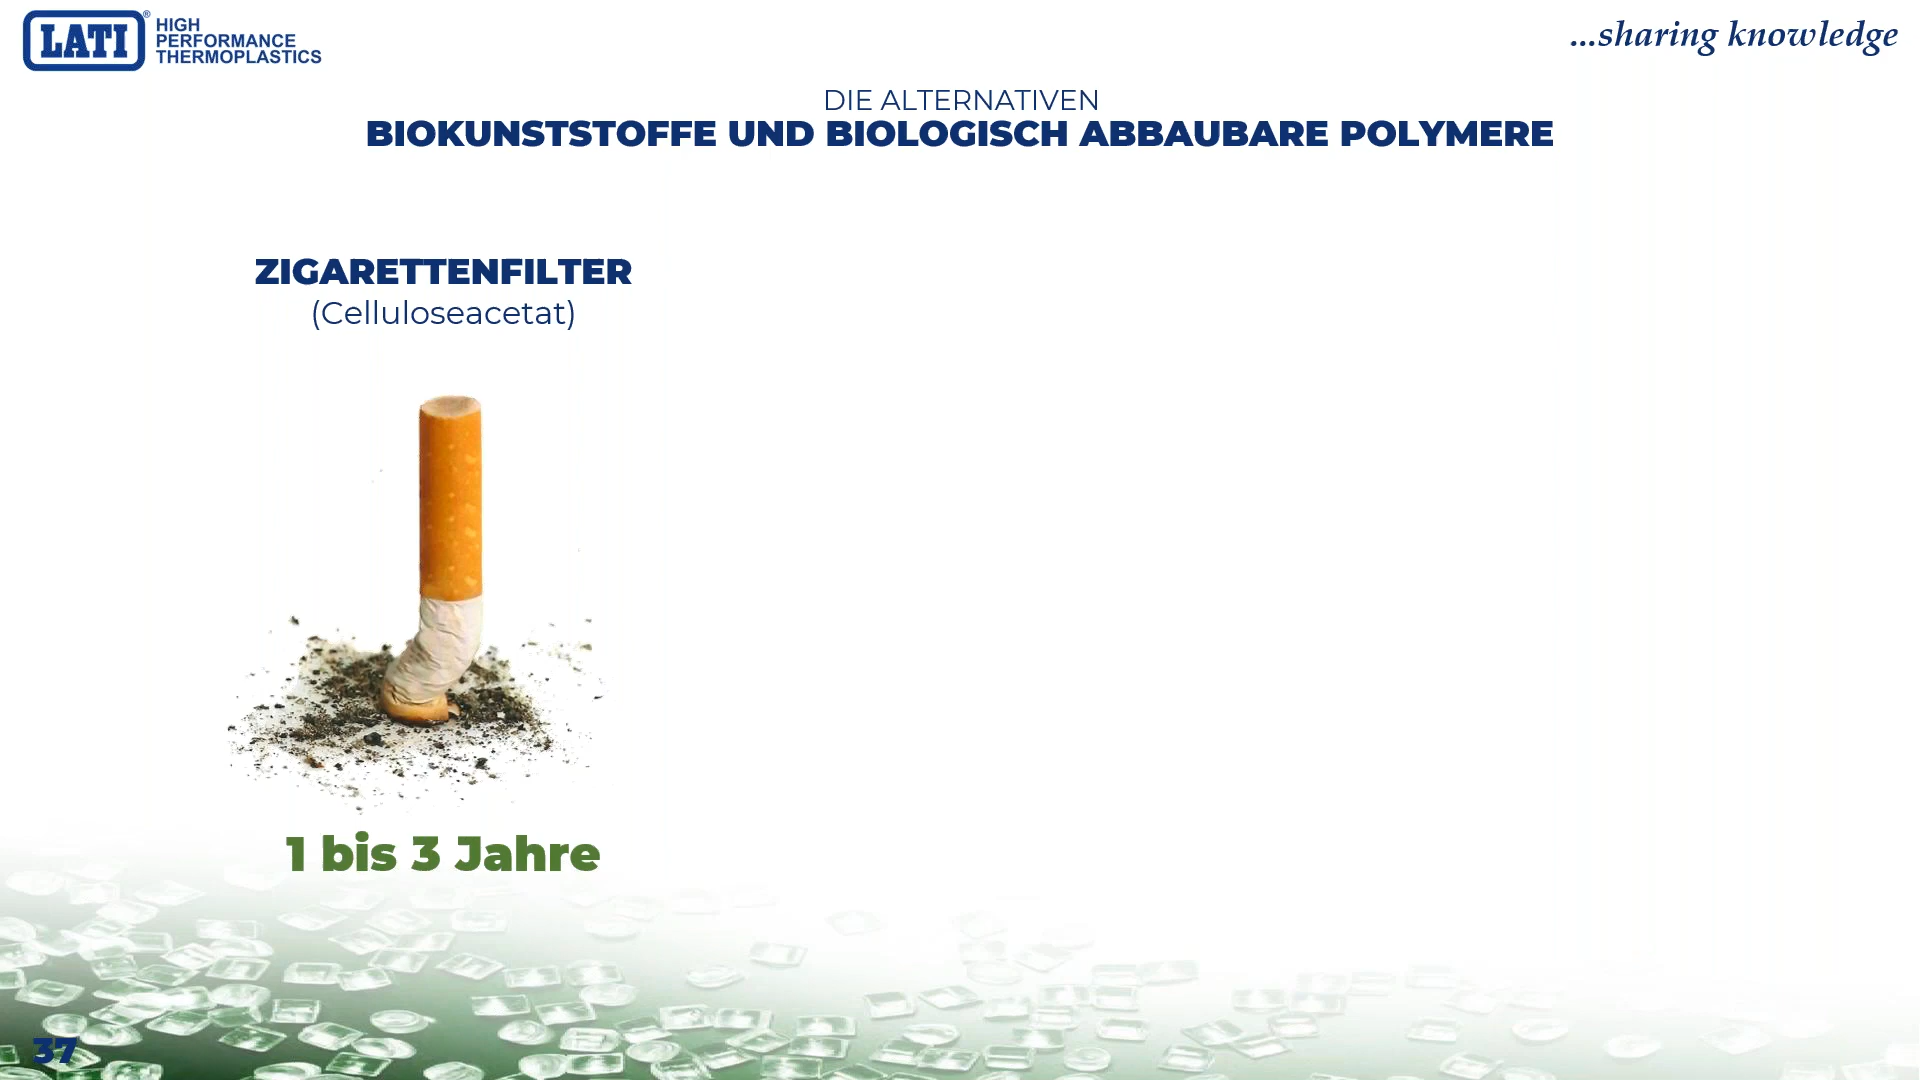 LATI®
HIGH
PERFORMANCE
THERMOPLASTICS
...sharing knowledge
DIE ALTERNATIVEN
BIOKUNSTSTOFFE UND BIOLOGISCH ABBAUBARE POLYMERE
ZIGARETTENFILTER
(Celluloseacetat)
1 bis 3 Jahre
37